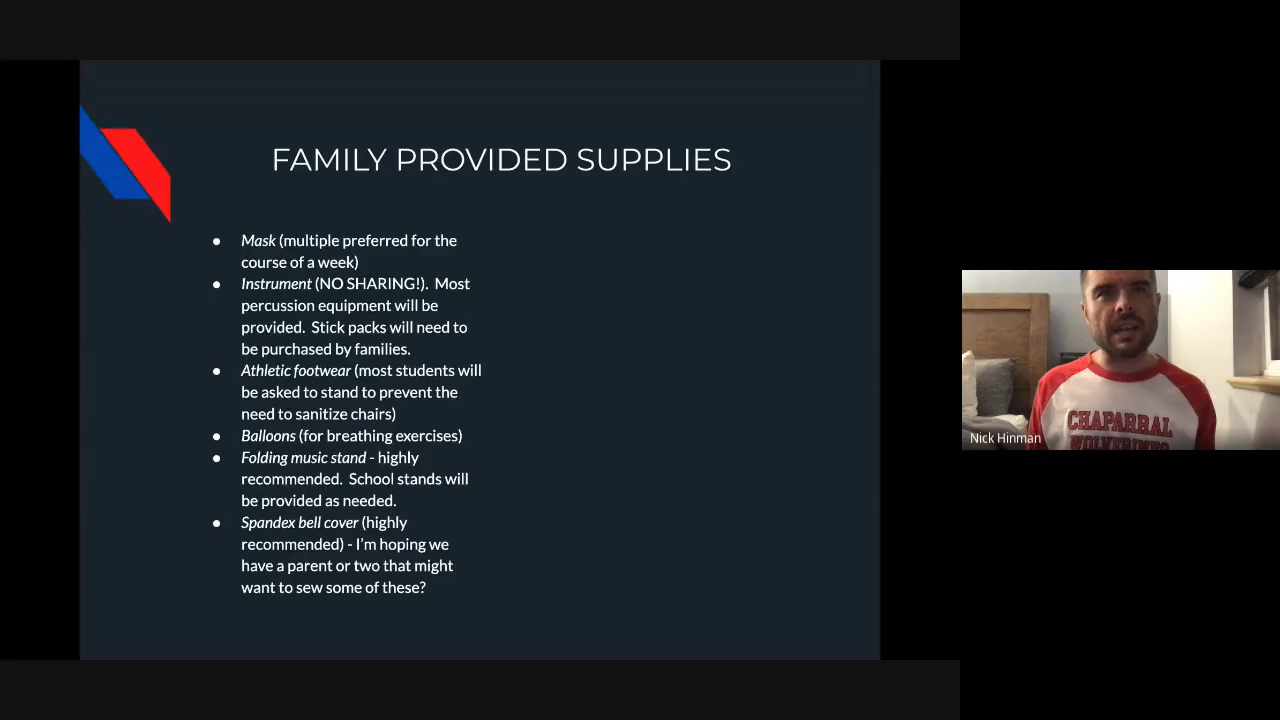 FAMILY PROVIDED SUPPLIES
● Mask (multiple preferred for the
course of a week)
● Instrument (NO SHARING!). Most
percussion equipment will be
provided. Stick packs will need to
be purchased by families.
● Athletic footwear (most students will
be asked to stand to prevent the
need to sanitize chairs)
● Balloons (for breathing exercises)
● Folding music stand - highly
recommended. School stands will
be provided as needed.
● Spandex bell cover (highly
recommended) - I’m hoping we
have a parent or two that might
want to sew some of these?
CHAPARRAL
WOLVERINES
Nick Hinman